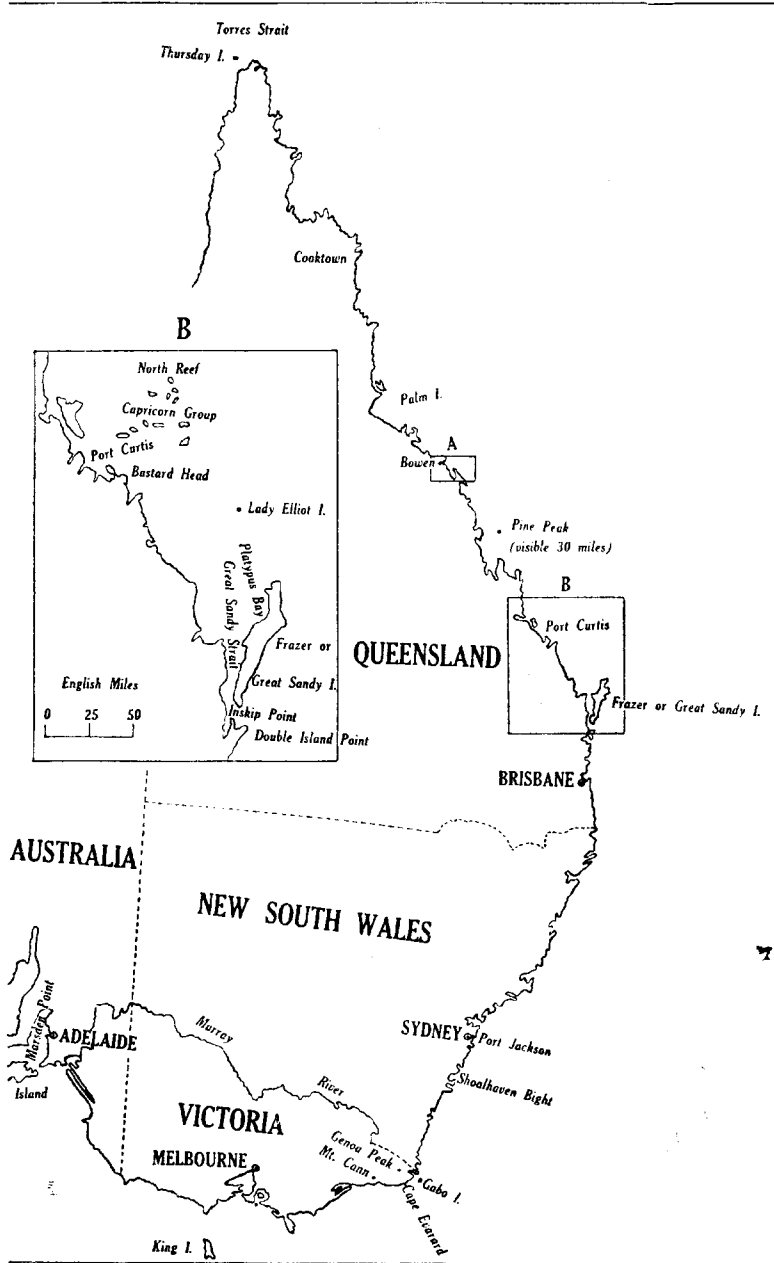 Torres Strait
Thursday I.
Cooktown
B
North Reef
Capricorn Group
Port Curtis
Bustard Head
Lady Elliot I.
Platypus Bay
Great Sandy Strait
Frazer or
Great Sandy I.
English Miles
0 25 50
Inskip Point
Double Island Point
Palm I.
A
Bowen
Pine Peak
(visible 30 miles)
B
Port Curtis
QUEENSLAND
Frazer or Great Sandy I.
BRISBANE
AUSTRALIA
NEW SOUTH WALES
Marsden Point
ADELAIDE
Island
Murray
River
SYDNEY
Port Jackson
Shoalhaven Bight
VICTORIA
Genoa Peak
Mt. Cann
MELBOURNE
Gabo I.
Cape Everard
King I.